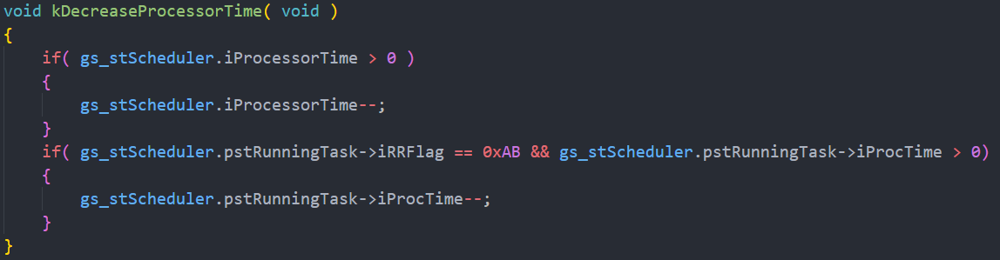 void kDecreaseProcessorTime( void )
{
    if( gs_stScheduler.iProcessorTime > 0 )
    {
        gs_stScheduler.iProcessorTime--;
    }
    if( gs_stScheduler.pstRunningTask->iRRFlag == 0xAB && gs_stScheduler.pstRunningTask->iProcTime > 0)
    {
        gs_stScheduler.pstRunningTask->iProcTime--;
    }
}